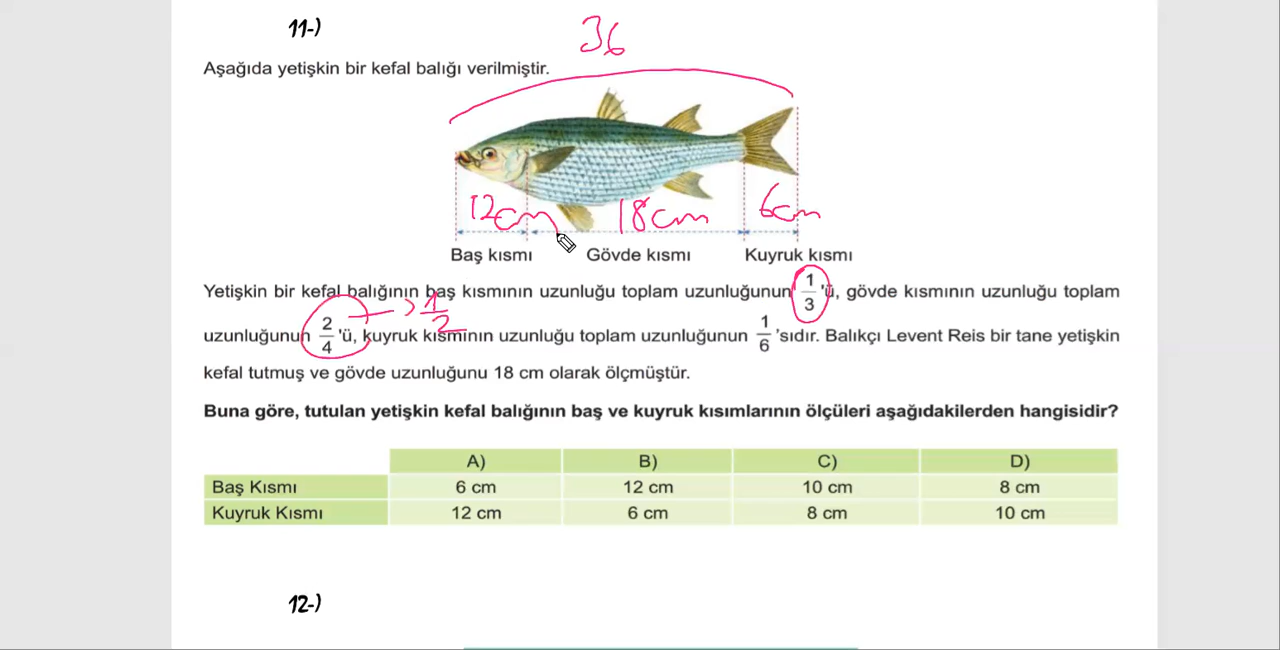 11-)
36
Aşağıda yetişkin bir kefal balığı verilmiştir.
12cm 18cm 6cm
Baş kısmı Gövde kısmı Kuyruk kısmı
Yetişkin bir kefal balığının baş kısmının uzunluğu toplam uzunluğunun 1/3 'ü, gövde kısmının uzunluğu toplam
1/2
uzunluğunun 2/4 'ü, kuyruk kısmının uzunluğu toplam uzunluğunun 1/6 'sıdır. Balıkçı Levent Reis bir tane yetişkin
kefal tutmuş ve gövde uzunluğunu 18 cm olarak ölçmüştür.
Buna göre, tutulan yetişkin kefal balığının baş ve kuyruk kısımlarının ölçüleri aşağıdakilerden hangisidir?
A) B) C) D)
Baş Kısmı 6 cm 12 cm 10 cm 8 cm
Kuyruk Kısmı 12 cm 6 cm 8 cm 10 cm
12-)